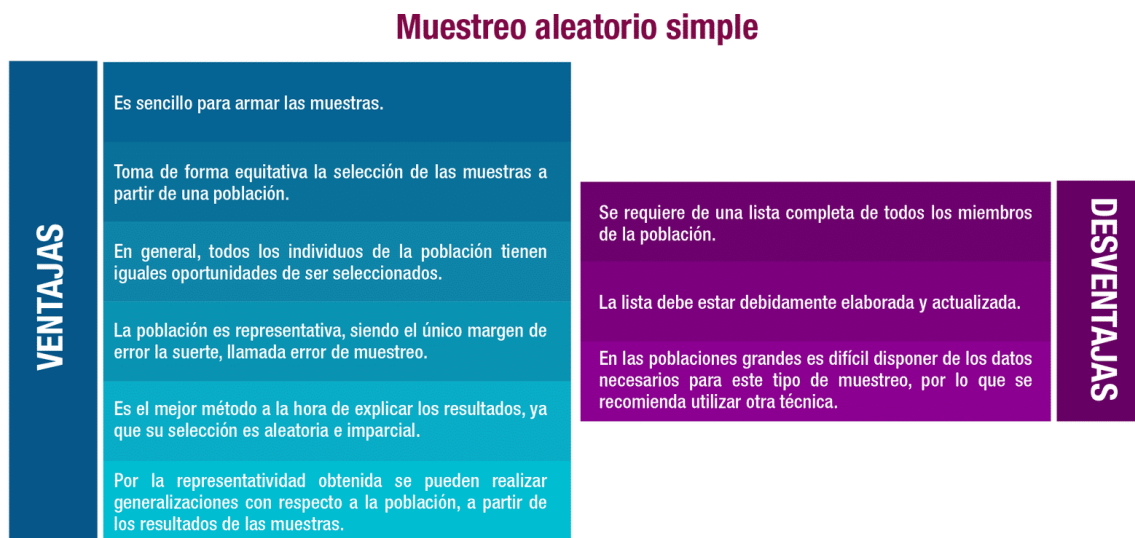 Muestreo aleatorio simple
VENTAJAS
Es sencillo para armar las muestras.
Toma de forma equitativa la selección de las muestras a
partir de una población.
En general, todos los individuos de la población tienen
iguales oportunidades de ser seleccionados.
La población es representativa, siendo el único margen de
error la suerte, llamada error de muestreo.
Es el mejor método a la hora de explicar los resultados, ya
que su selección es aleatoria e imparcial.
Por la representatividad obtenida se pueden realizar
generalizaciones con respecto a la población, a partir de
los resultados de las muestras.
Se requiere de una lista completa de todos los miembros
de la población.
La lista debe estar debidamente elaborada y actualizada.
En las poblaciones grandes es difícil disponer de los datos
necesarios para este tipo de muestreo, por lo que se
recomienda utilizar otra técnica.
DESVENTAJAS